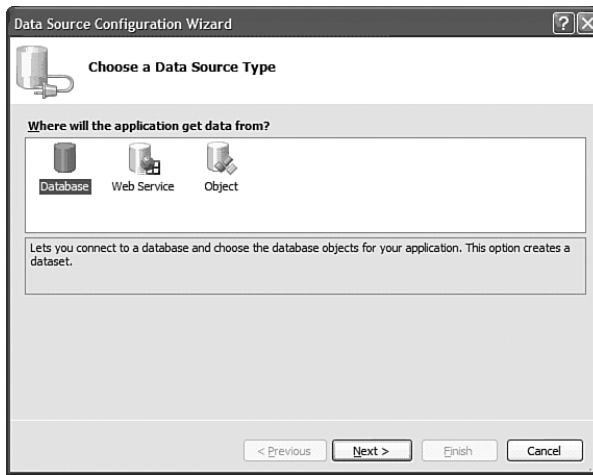 Data Source Configuration Wizard
Choose a Data Source Type
Where will the application get data from?
Database Web Service Object
Lets you connect to a database and choose the database objects for your application. This option creates a
dataset.
< Previous Next > Finish Cancel